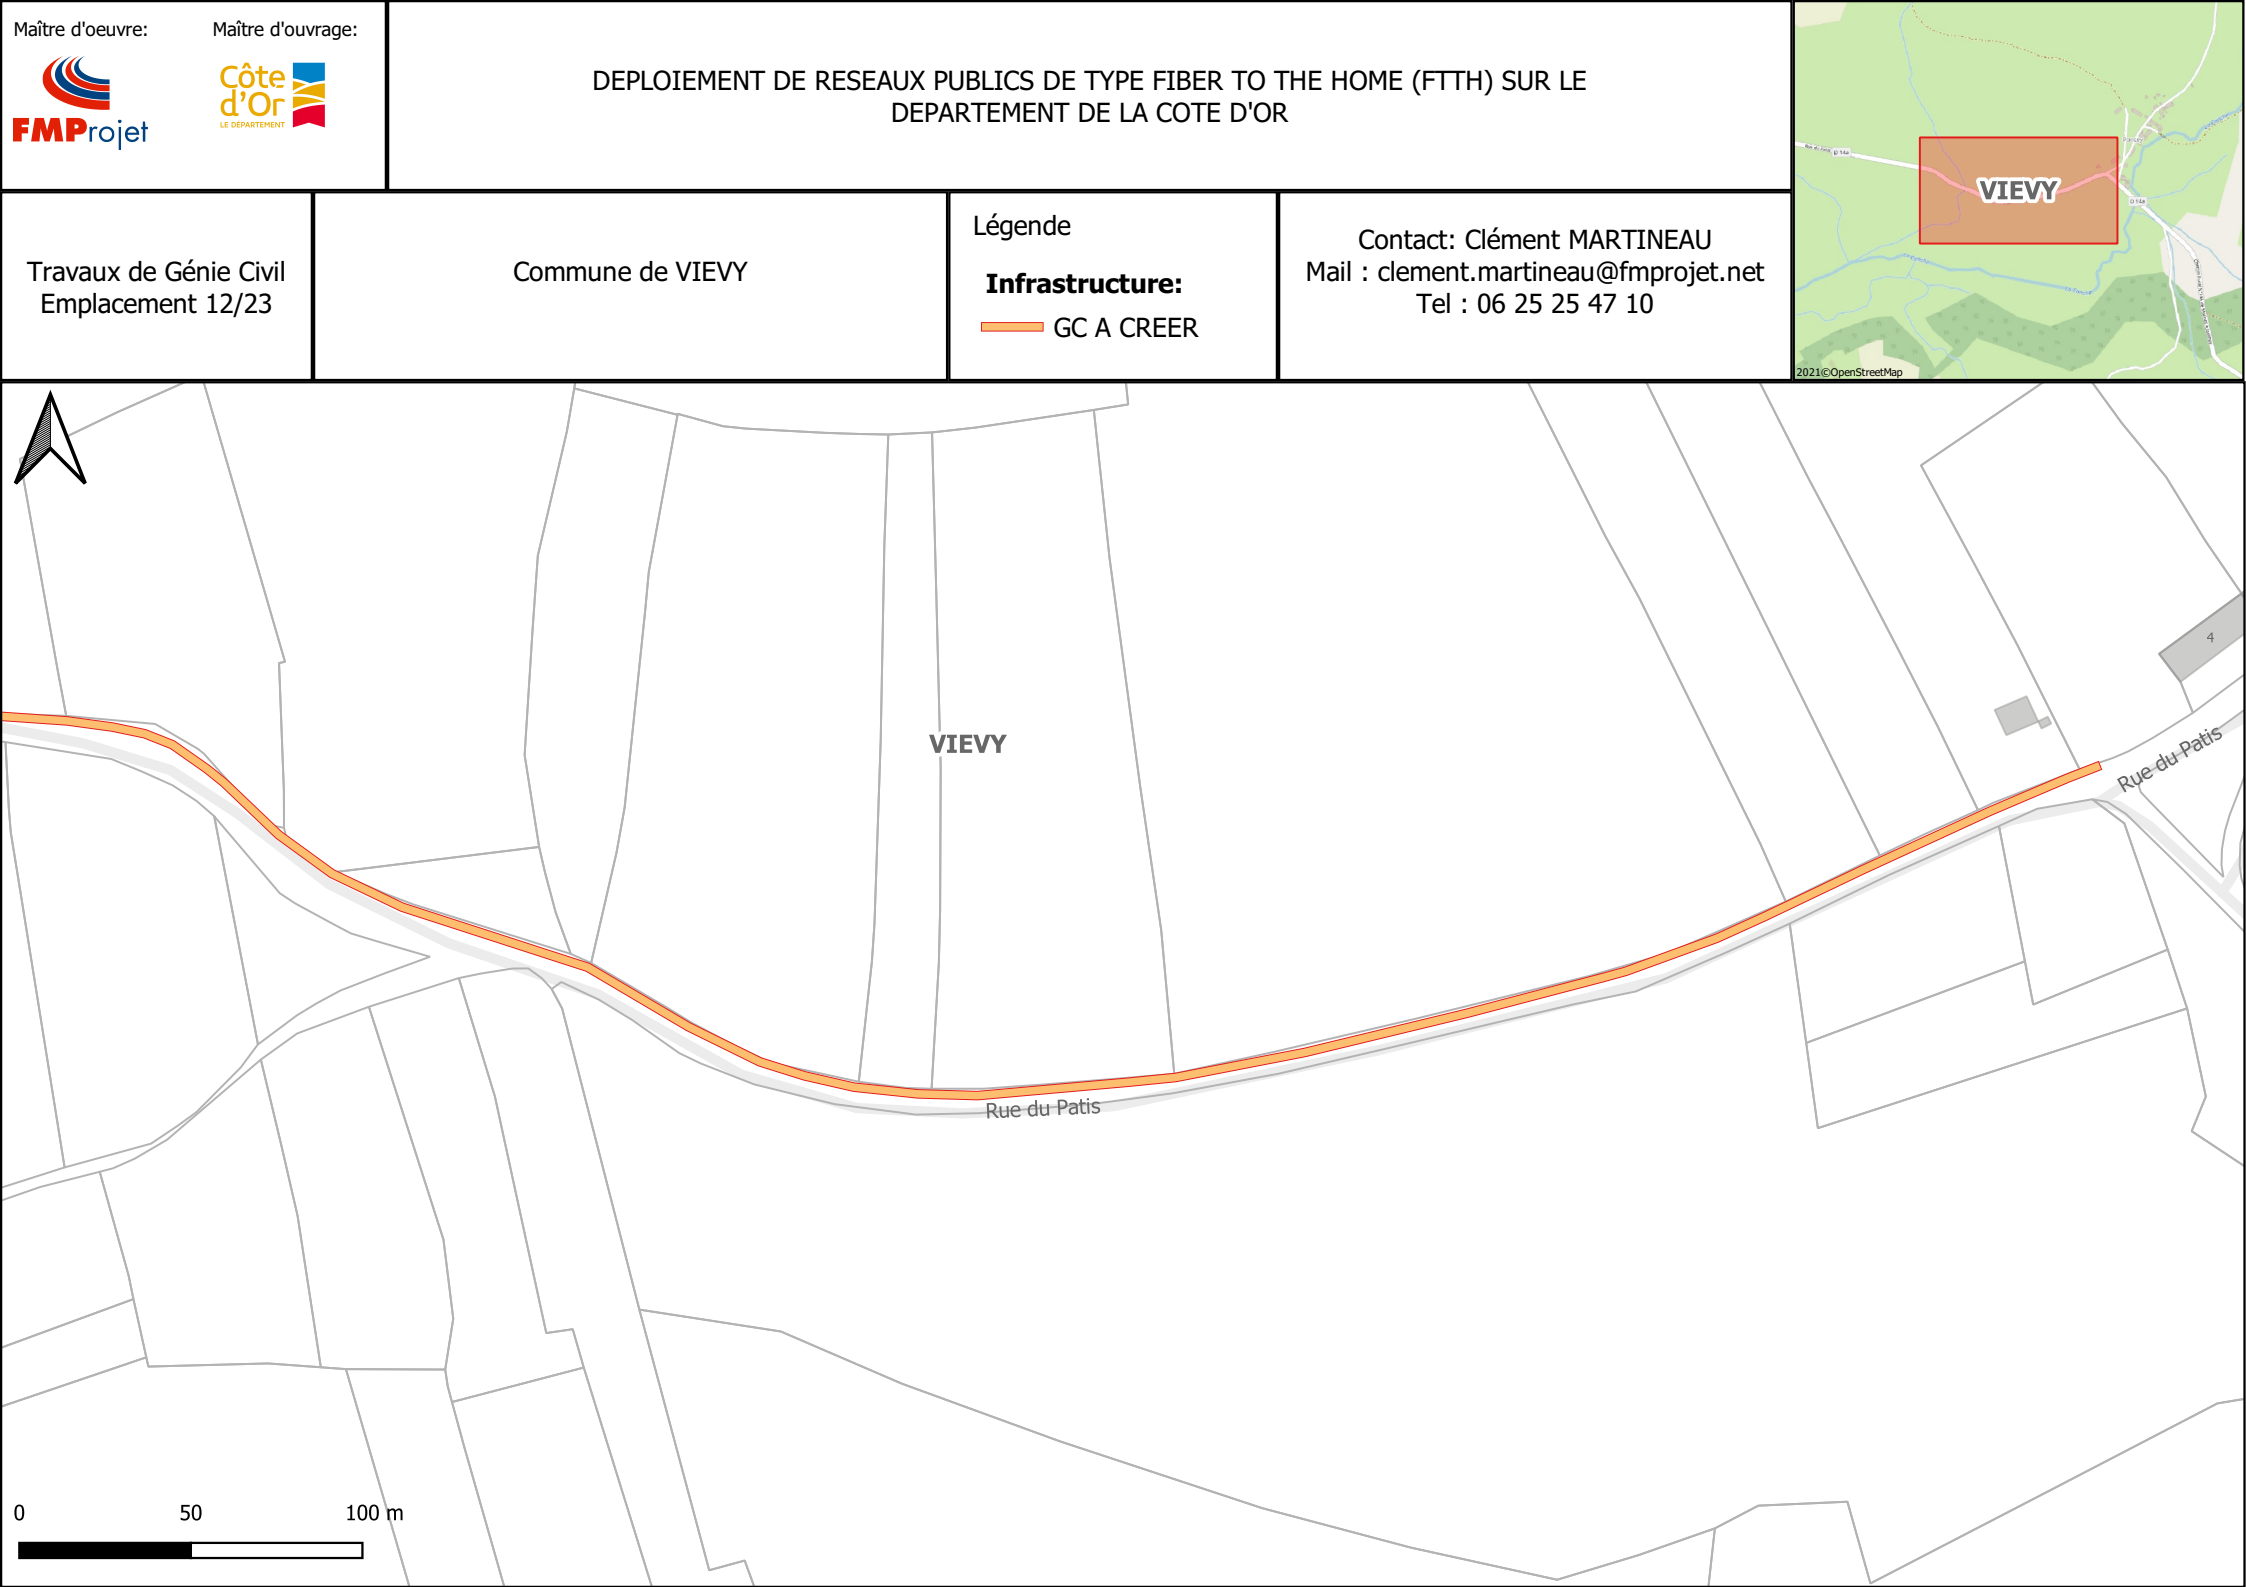 Maître d'oeuvre:
Maître d'ouvrage:
FMProjet
Côte
d'Or
LE DÉPARTEMENT
DEPLOIEMENT DE RESEAUX PUBLICS DE TYPE FIBER TO THE HOME (FTTH) SUR LE
DEPARTEMENT DE LA COTE D'OR
Travaux de Génie Civil
Emplacement 12/23
Commune de VIEVY
Légende
Infrastructure:
GC A CREER
Contact: Clément MARTINEAU
Mail : clement.martineau@fmprojet.net
Tel : 06 25 25 47 10
D 14a
VIEVY
D 14a
2021©OpenStreetMap
4
VIEVY
Rue du Patis
Rue du Patis
0
50
100 m